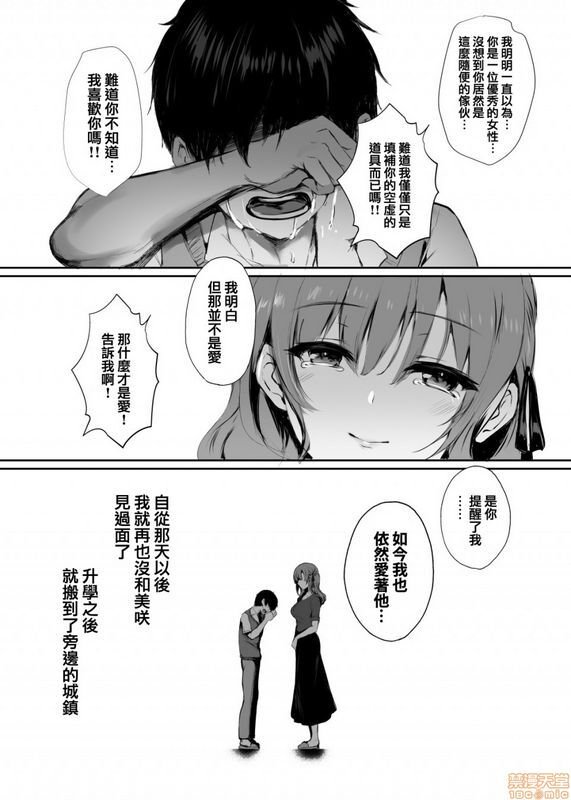 我明明一直以為…
你是一位優秀的女性…
沒想到你居然是
這麼隨便的傢伙…
難道我僅僅只是
填補你的空虛的
道具而已嗎!!
難道你不知道…
我喜歡你嗎!!
我明白
但那並不是愛
那什麼才是愛！
告訴我啊！
是你
提醒了我
……
如今我也
依然愛著他…
自從那天以後
我就再也沒和美咲
見過面了
升學之後
就搬到了旁邊的城鎮
禁漫天堂
18comic